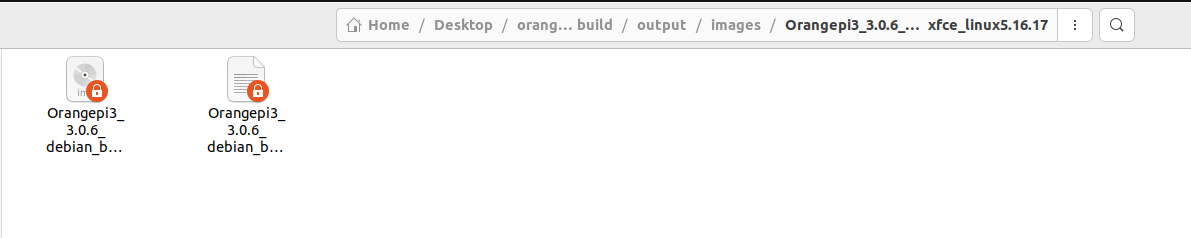 Home / Desktop / orang... build / output / images / Orangepi3_3.0.6_... xfce_linux5.16.17
Orangepi3_ Orangepi3_
3.0.6_ 3.0.6_
debian_b... debian_b...